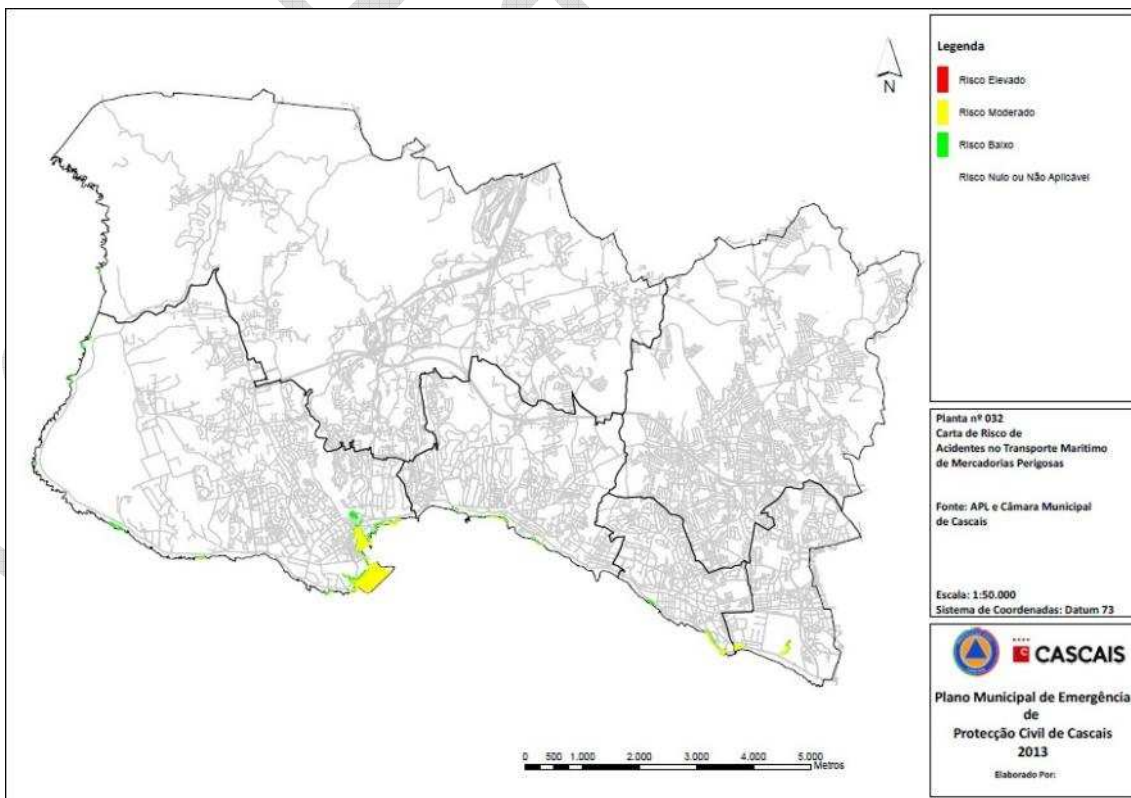 N
Legenda
Risco Elevado
Risco Moderado
Risco Baixo
Risco Nulo ou Não Aplicável
Planta nº 032
Carta de Risco de
Acidentes no Transporte Marítimo
de Mercadorias Perigosas
Fonte: APL e Câmara Municipal
de Cascais
Escala: 1:50.000
Sistema de Coordenadas: Datum 73
CASCAIS
Plano Municipal de Emergência
de
Protecção Civil de Cascais
2013
Elaborado Por:
0 500 1.000 2.000 3.000 4.000 5.000
Metros